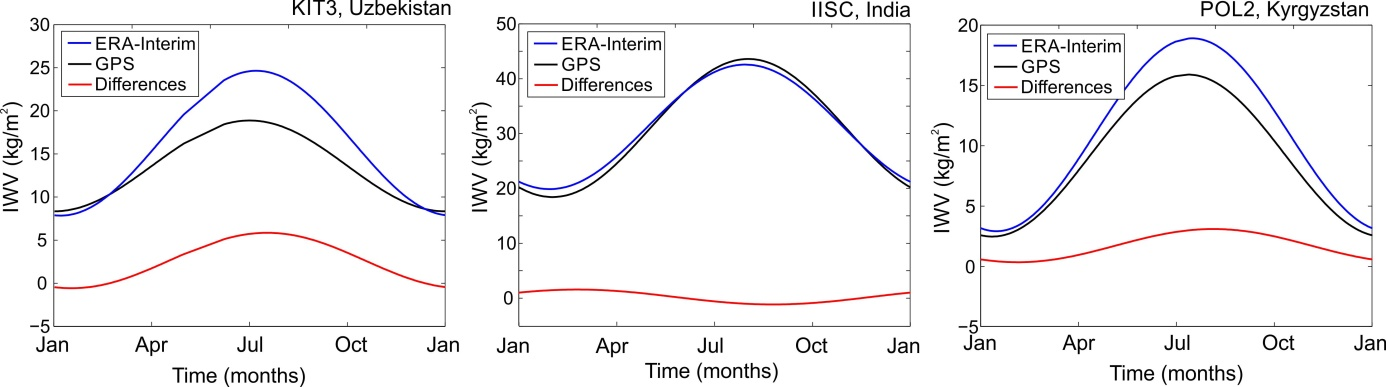 KIT3, Uzbekistan
30
25
20
15
10
5
0
−5
ERA-Interim
GPS
Differences
IWV (kg/m²)
Jan Apr Jul Oct Jan
Time (months)
IISC, India
50
40
30
20
10
0
ERA-Interim
GPS
Differences
IWV (kg/m²)
Jan Apr Jul Oct Jan
Time (months)
POL2, Kyrgyzstan
20
15
10
5
0
−5
ERA-Interim
GPS
Differences
IWV (kg/m²)
Jan Apr Jul Oct Jan
Time (months)